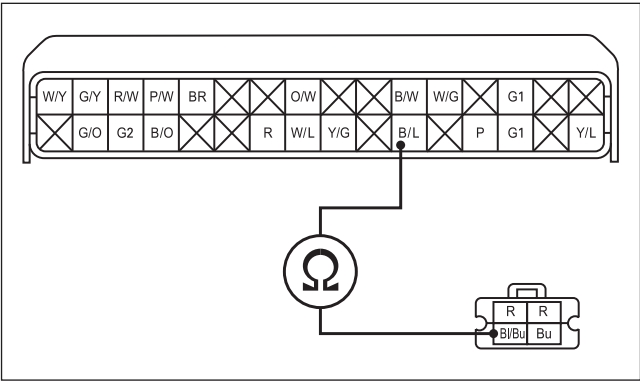 W/Y G/Y R/W P/W BR O/W B/W W/G G1
G/O G2 B/O R W/L Y/G B/L P G1 Y/L
Ω
R R
Bl/Bu Bu